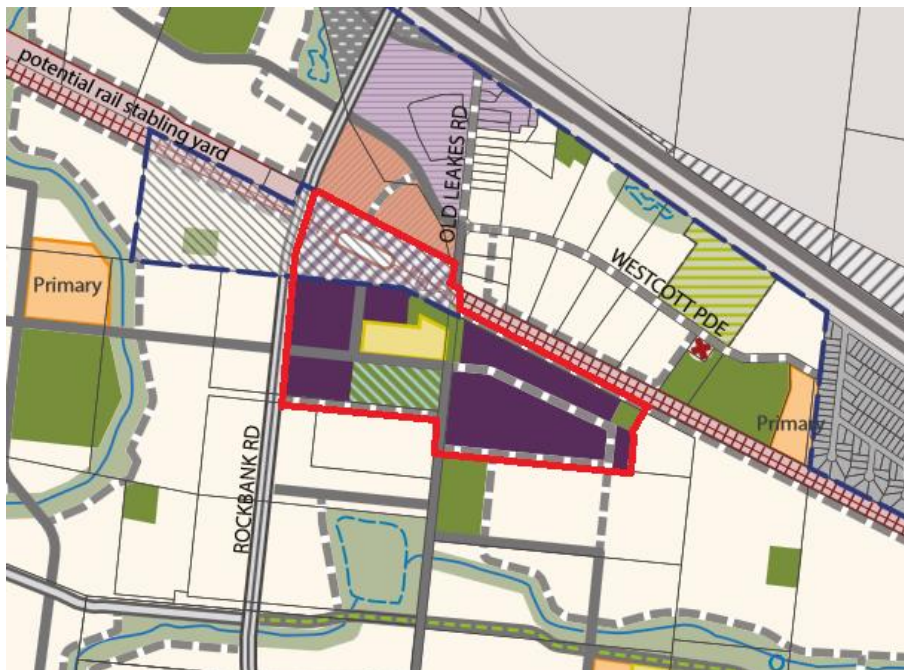 potential rail stabling yard
OLD LEAKES RD
WESTCOTT PDE
Primary
Primary
ROCKBANK RD